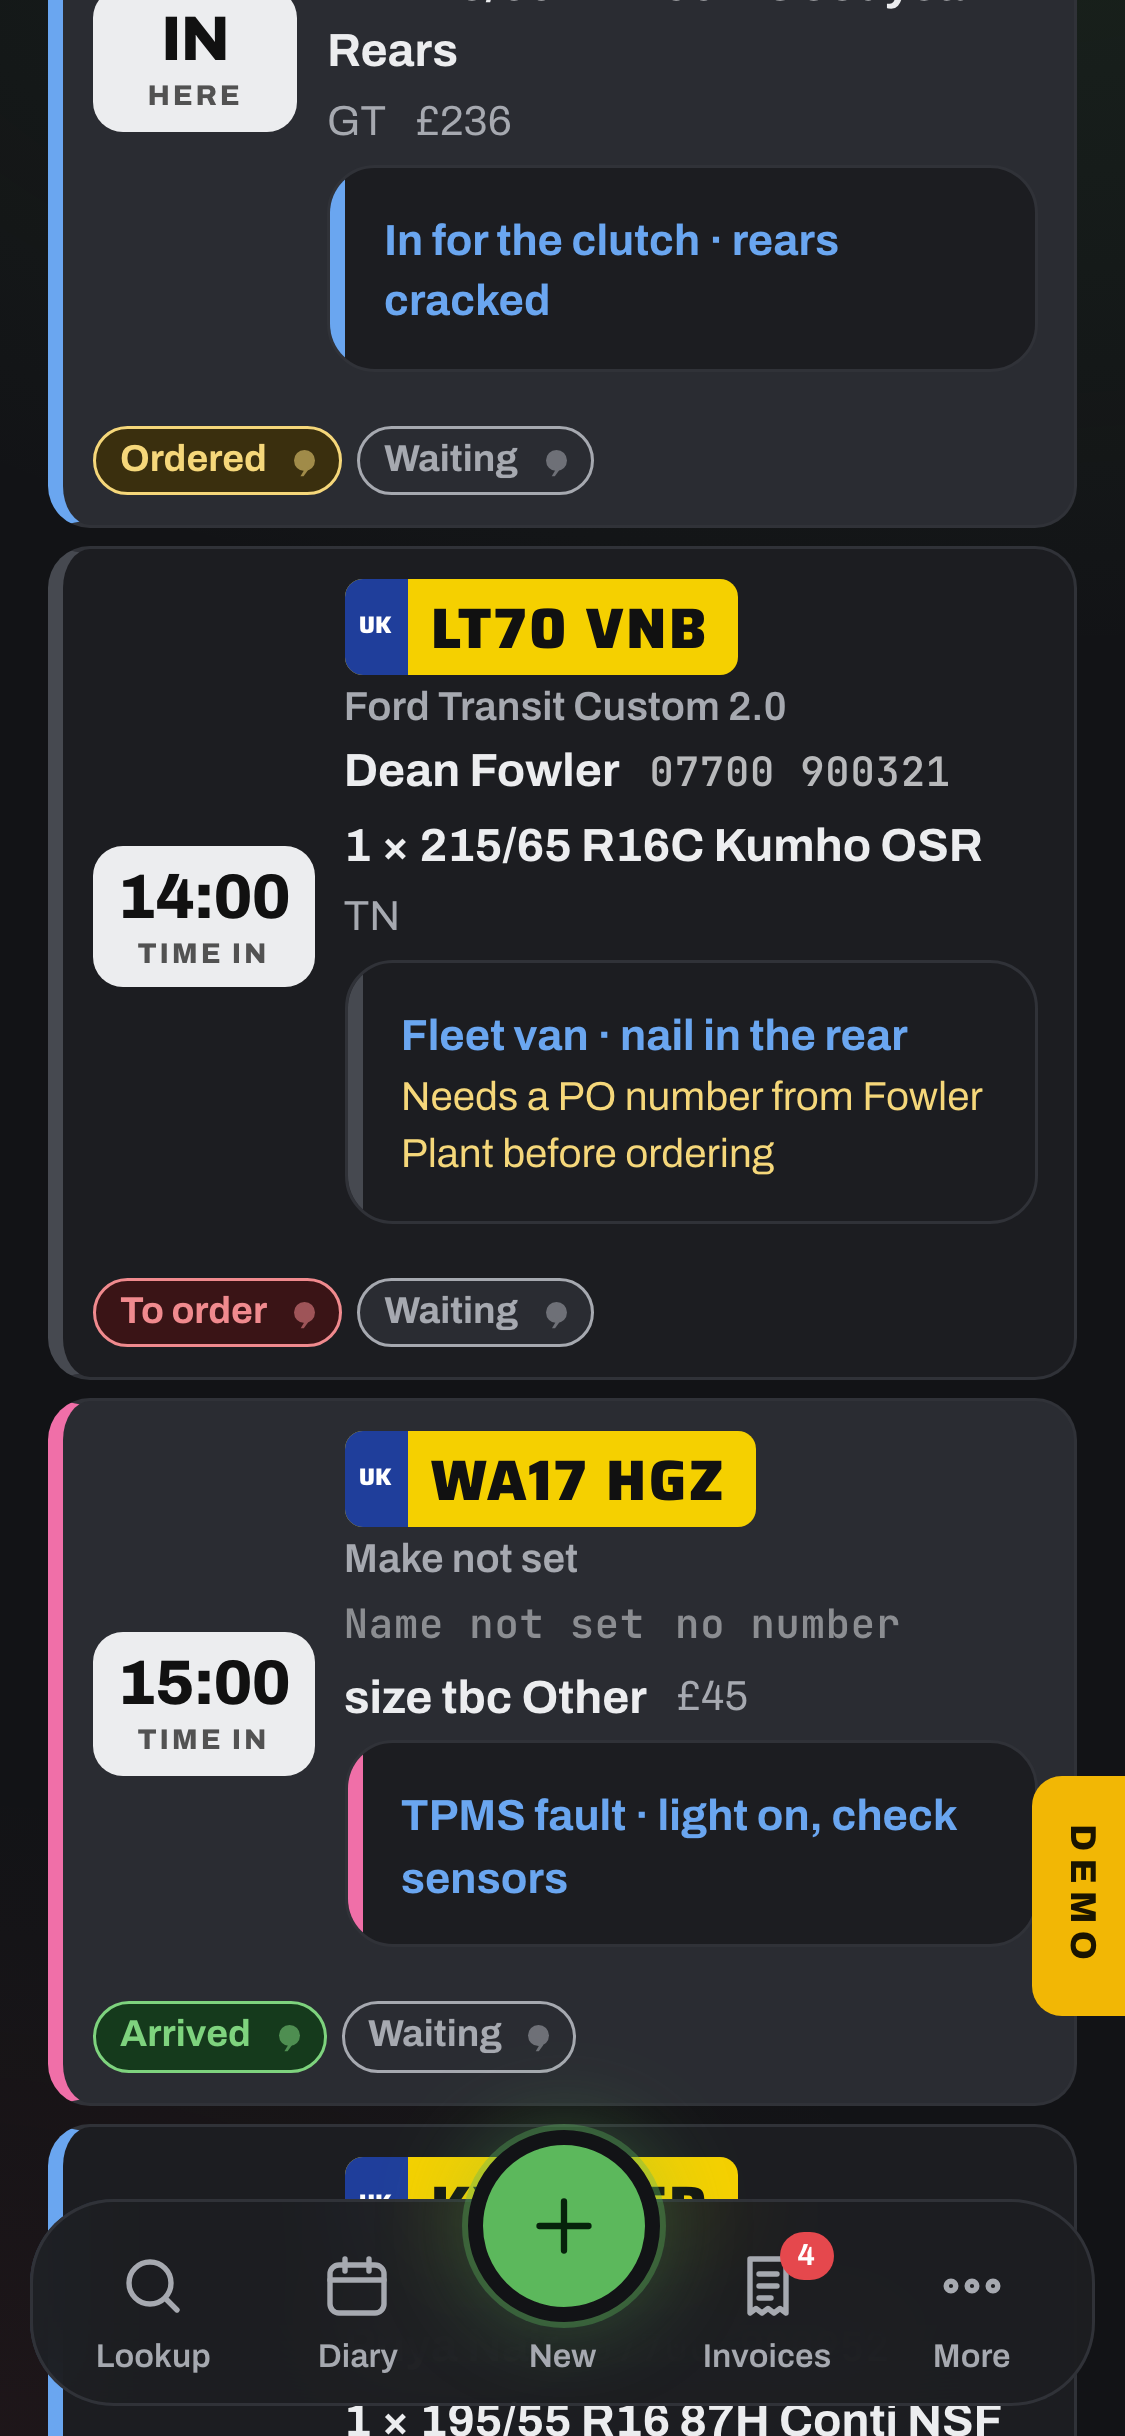 IN
HERE
Rears
GT £236
In for the clutch · rears
cracked
Ordered Waiting
UK LT70 VNB
Ford Transit Custom 2.0
Dean Fowler 07700 900321
1 × 215/65 R16C Kumho OSR
TN
14:00
TIME IN
Fleet van · nail in the rear
Needs a PO number from Fowler
Plant before ordering
To order Waiting
UK WA17 HGZ
Make not set
Name not set no number
size tbc Other £45
15:00
TIME IN
TPMS fault · light on, check
sensors
DEMO
Arrived Waiting
UK
4
Lookup Diary New Invoices More
1 × 195/55 R16 87H Conti NSF